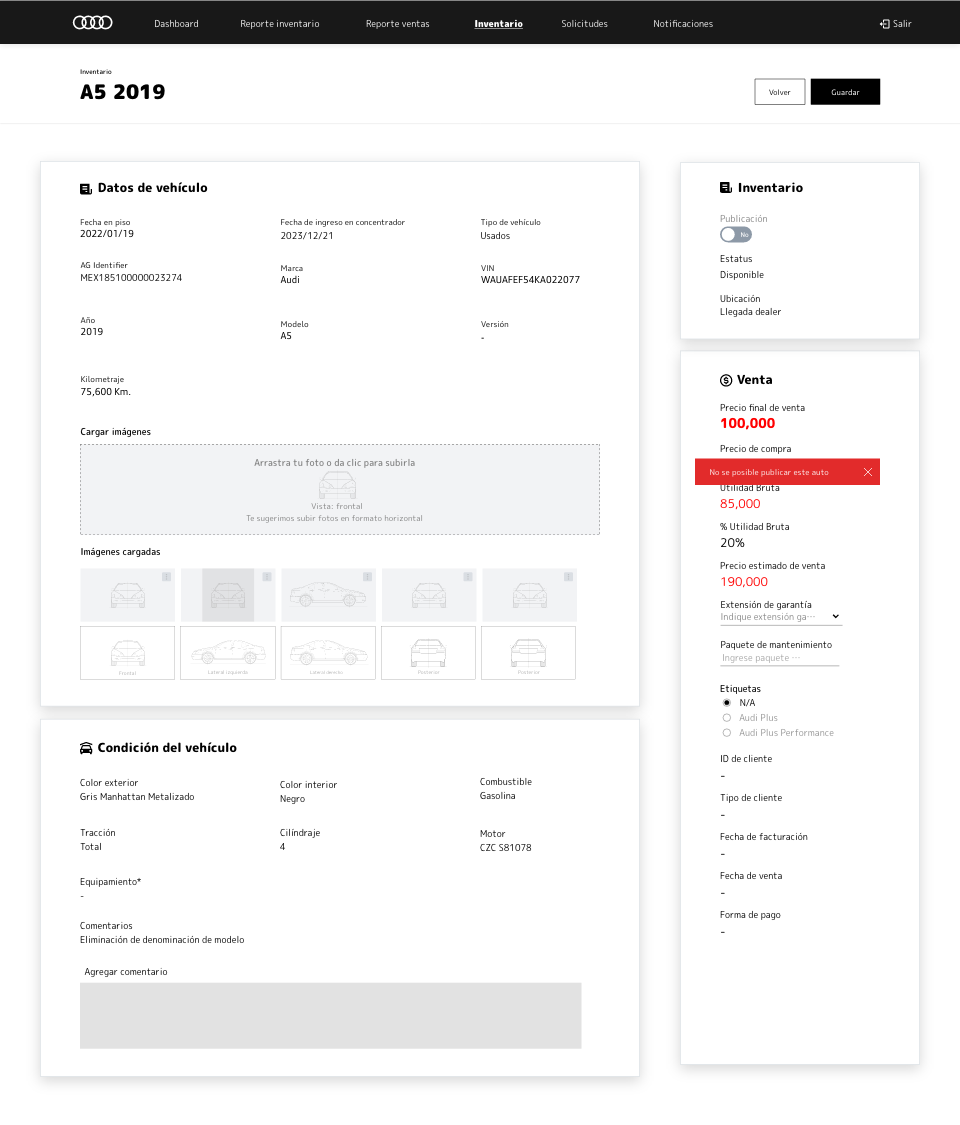 Dashboard
Reporte inventario
Reporte ventas
Inventario
Solicitudes
Notificaciones
Salir
Inventario
A5 2019
Volver
Guardar
Datos de vehículo
Fecha en piso
2022/01/19
Fecha de ingreso en concentrador
2023/12/21
Tipo de vehículo
Usados
AG Identifier
MEX185100000023274
Marca
Audi
VIN
WAUAFEF54KA022077
Año
2019
Modelo
A5
Versión
-
Kilometraje
75,600 Km.
Cargar imágenes
Arrastra tu foto o da clic para subirla
Vista: frontal
Te sugerimos subir fotos en formato horizontal
Imágenes cargadas
Frontal
Lateral izquierdo
Lateral derecho
Posterior
Posterior
Condición del vehículo
Color exterior
Gris Manhattan Metalizado
Color interior
Negro
Combustible
Gasolina
Tracción
Total
Cilíndraje
4
Motor
CZC S81078
Equipamiento*
-
Comentarios
Eliminación de denominación de modelo
Agregar comentario
Inventario
Publicación
No
Estatus
Disponible
Ubicación
Llegada dealer
Venta
Precio final de venta
100,000
Precio de compra
No se posible publicar este auto
Utilidad Bruta
85,000
% Utilidad Bruta
20%
Precio estimado de venta
190,000
Extensión de garantía
Indique extensión ga···
Paquete de mantenimiento
Ingrese paquete ···
Etiquetas
N/A
Audi Plus
Audi Plus Performance
ID de cliente
-
Tipo de cliente
-
Fecha de facturación
-
Fecha de venta
-
Forma de pago
-